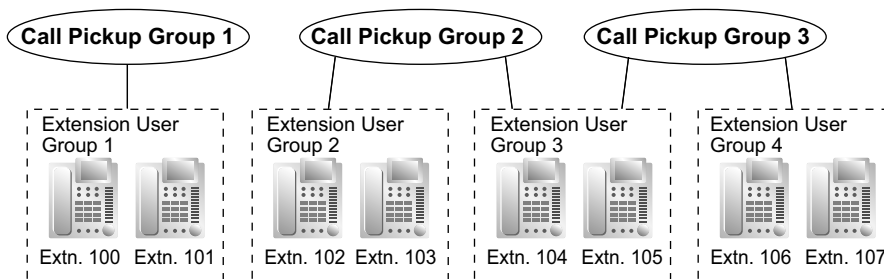 Call Pickup Group 1
Call Pickup Group 2
Call Pickup Group 3
Extension User
Group 1
Extension User
Group 2
Extension User
Group 3
Extension User
Group 4
Extn. 100
Extn. 101
Extn. 102
Extn. 103
Extn. 104
Extn. 105
Extn. 106
Extn. 107